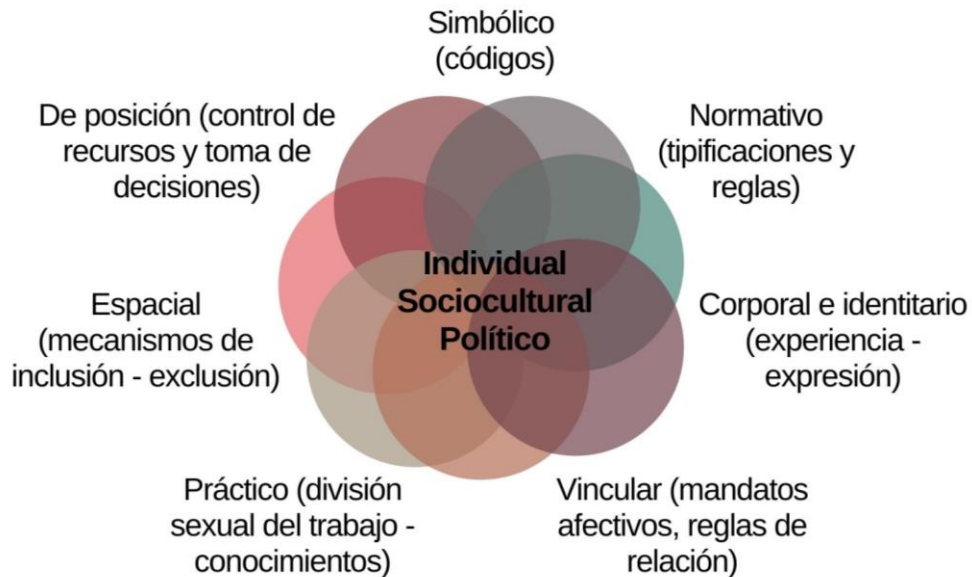 Simbólico
(códigos)
De posición (control de
recursos y toma de
decisiones)
Normativo
(tipificaciones y
reglas)
Individual
Sociocultural
Político
Espacial
(mecanismos de
inclusión - exclusión)
Corporal e identitario
(experiencia -
expresión)
Práctico (división
sexual del trabajo -
conocimientos)
Vincular (mandatos
afectivos, reglas de
relación)